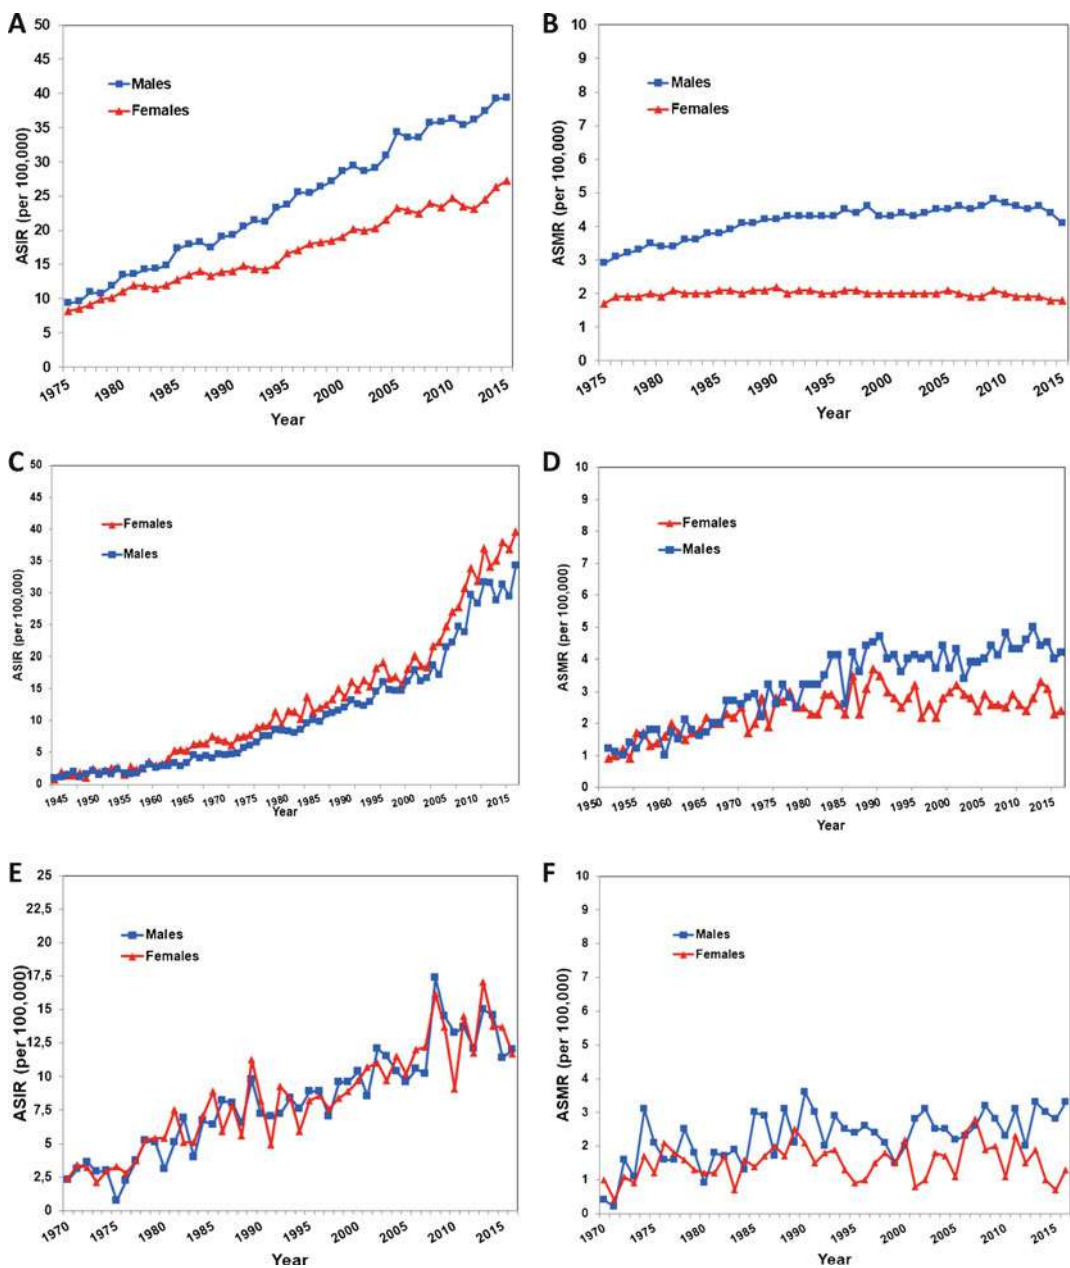 A
50
45
40
35
30
25
20
15
10
5
0
ASIR (per 100,000)
Males
Females
1975 1980 1985 1990 1995 2000 2005 2010 2015
Year
B
10
9
8
7
6
5
4
3
2
1
0
ASMR (per 100,000)
Males
Females
1975 1980 1985 1990 1995 2000 2005 2010 2015
Year
C
50
45
40
35
30
25
20
15
10
5
0
ASIR (per 100,000)
Females
Males
1945 1950 1955 1960 1965 1970 1975 1980 1985 1990 1995 2000 2005 2010 2015
Year
D
10
9
8
7
6
5
4
3
2
1
0
ASMR (per 100,000)
Females
Males
1950 1955 1960 1965 1970 1975 1980 1985 1990 1995 2000 2005 2010 2015
Year
E
25
22,5
20
17,5
15
12,5
10
7,5
5
2,5
0
ASIR (per 100,000)
Males
Females
1970 1975 1980 1985 1990 1995 2000 2005 2010 2015
Year
F
10
9
8
7
6
5
4
3
2
1
0
ASMR (per 100,000)
Males
Females
1970 1975 1980 1985 1990 1995 2000 2005 2010 2015
Year